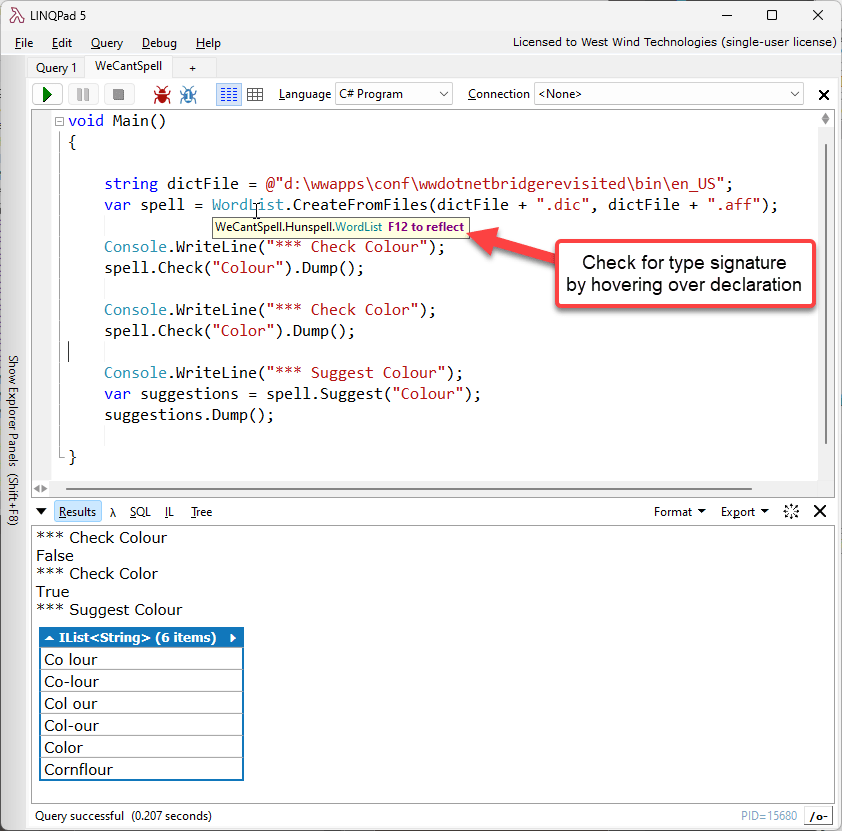 LINQPad 5
File Edit Query Debug Help Licensed to West Wind Technologies (single-user license)
Query 1 WeCantSpell +
Language C# Program Connection <None>
void Main()
{
string dictFile = @"d:\wwapps\conf\wwdotnetbridgerevisited\bin\en_US";
var spell = WordList.CreateFromFiles(dictFile + ".dic", dictFile + ".aff");
WeCantSpell.Hunspell.WordList F12 to reflect
Console.WriteLine("*** Check Colour");
spell.Check("Colour").Dump();
Check for type signature
by hovering over declaration
Console.WriteLine("*** Check Color");
spell.Check("Color").Dump();
Console.WriteLine("*** Suggest Colour");
var suggestions = spell.Suggest("Colour");
suggestions.Dump();
}
Show Explorer Panels (Shift+F8)
Results λ SQL IL Tree Format Export
*** Check Colour
False
*** Check Color
True
*** Suggest Colour
IList<String> (6 items)
Co lour
Co-lour
Col our
Col-our
Color
Cornflour
Query successful (0.207 seconds) PID=15680 /o-